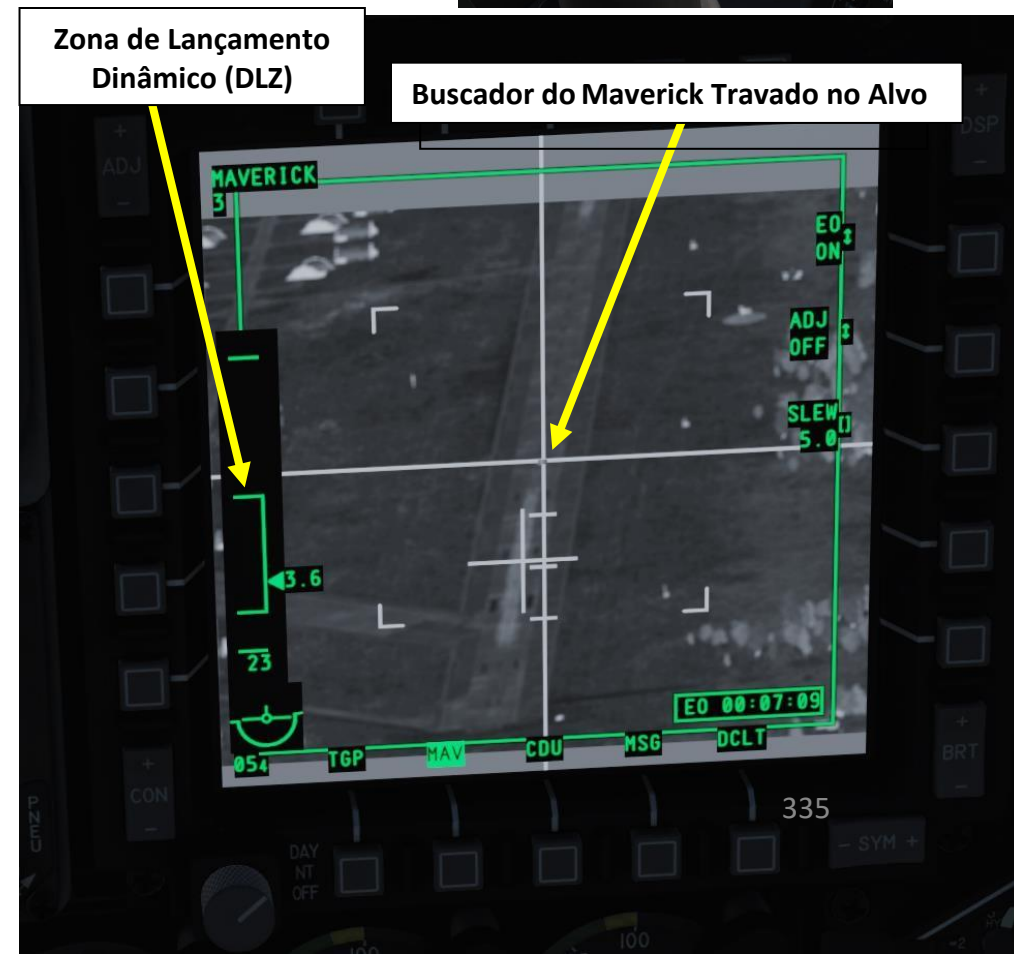 Zona de Lançamento
Dinâmico (DLZ)
Buscador do Maverick Travado no Alvo
+
ADJ
-
+
DSP
-
MAVERICK
3
EO
ON
ADJ
OFF
SLEW
5.0
3.6
23
EO 00:07:09
054
TGP
MAV
CDU
MSG
DCLT
+
CON
-
+
BRT
-
335
- SYM +
PNEU
DAY
NT
OFF
100
100